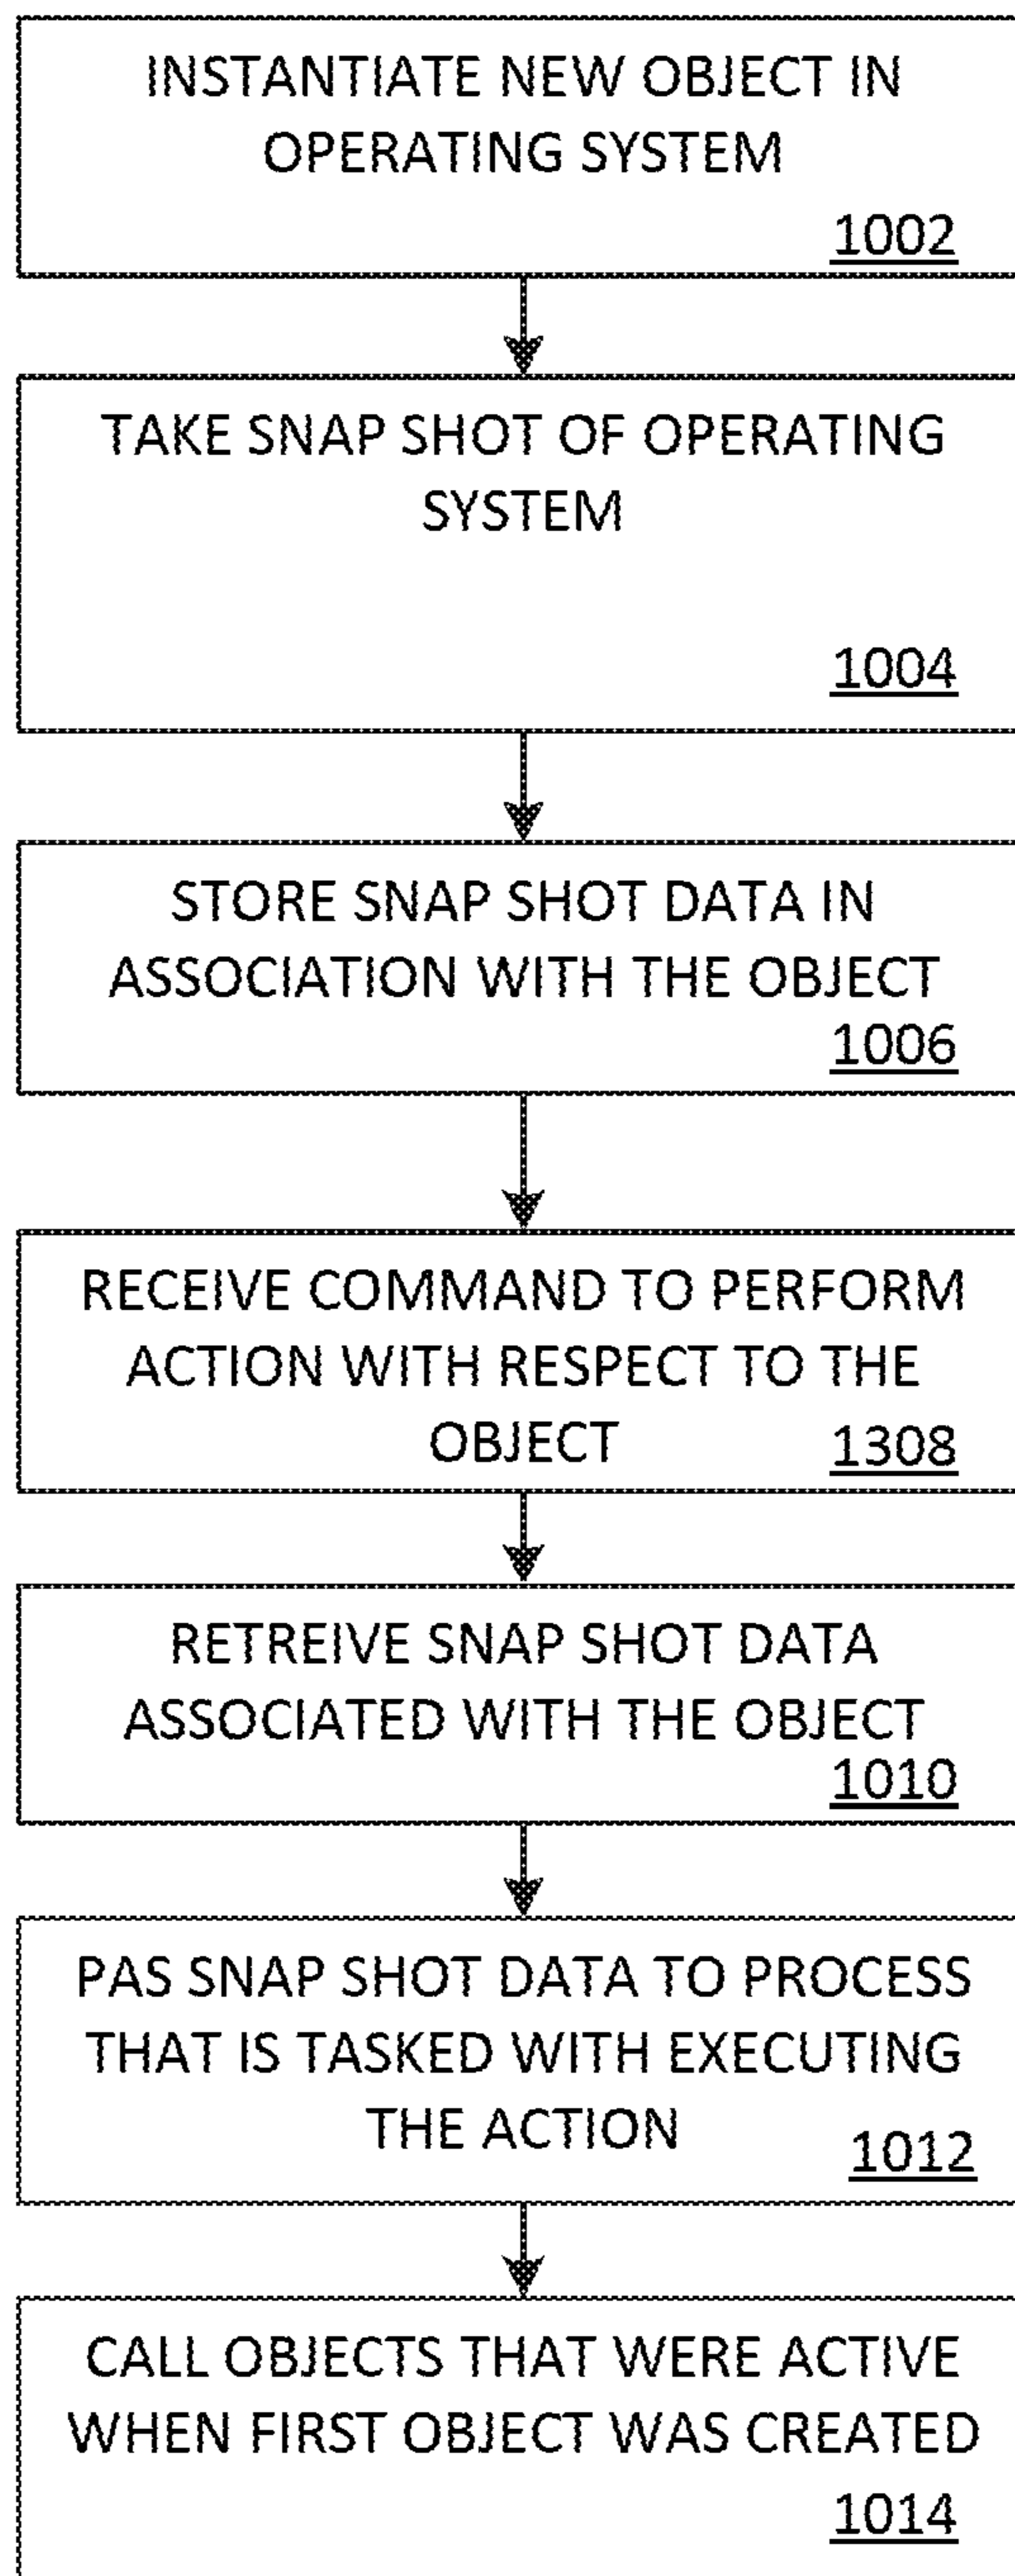 INSTANTIATE NEW OBJECT IN
OPERATING SYSTEM
1002
TAKE SNAP SHOT OF OPERATING
SYSTEM
1004
STORE SNAP SHOT DATA IN
ASSOCIATION WITH THE OBJECT
1006
RECEIVE COMMAND TO PERFORM
ACTION WITH RESPECT TO THE
OBJECT 1308
RETREIVE SNAP SHOT DATA
ASSOCIATED WITH THE OBJECT
1010
PAS SNAP SHOT DATA TO PROCESS
THAT IS TASKED WITH EXECUTING
THE ACTION
1012
CALL OBJECTS THAT WERE ACTIVE
WHEN FIRST OBJECT WAS CREATED
1014